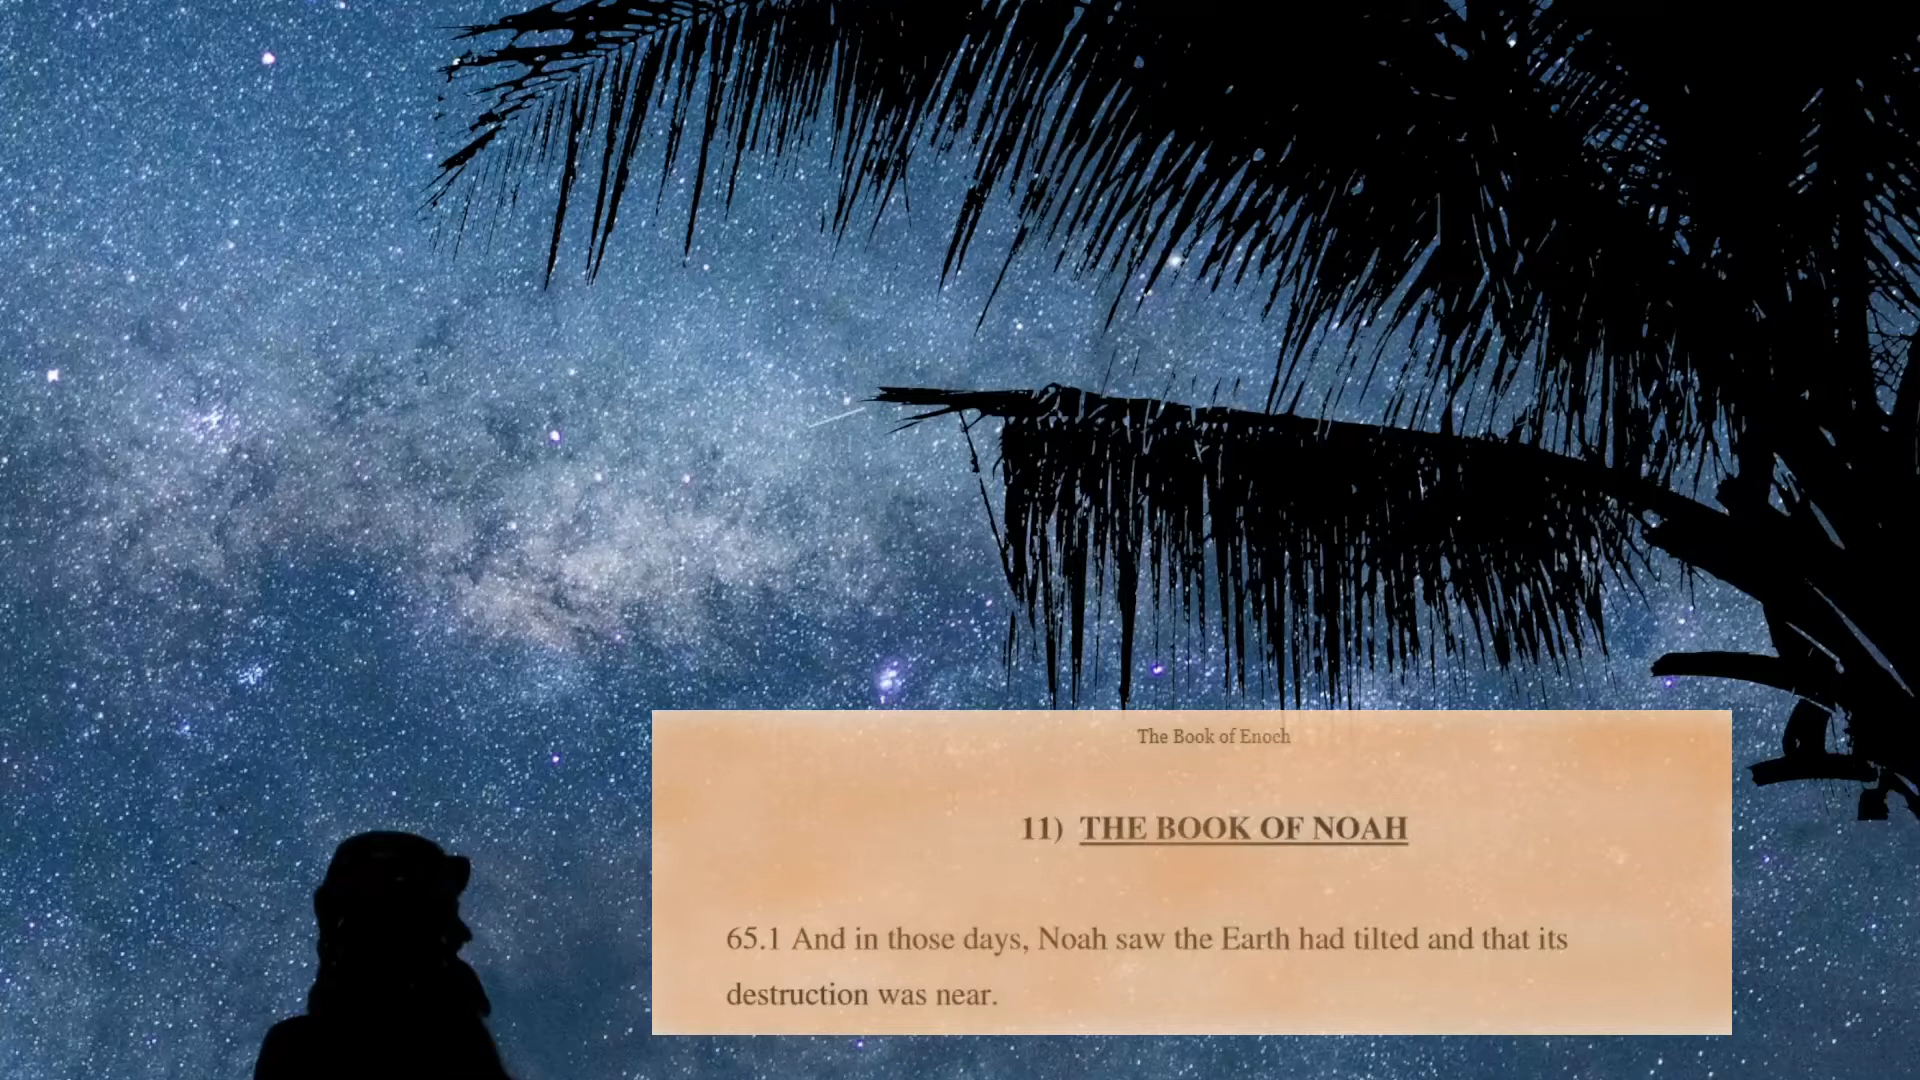 The Book of Enoch
11) THE BOOK OF NOAH
65.1 And in those days, Noah saw the Earth had tilted and that its
destruction was near.